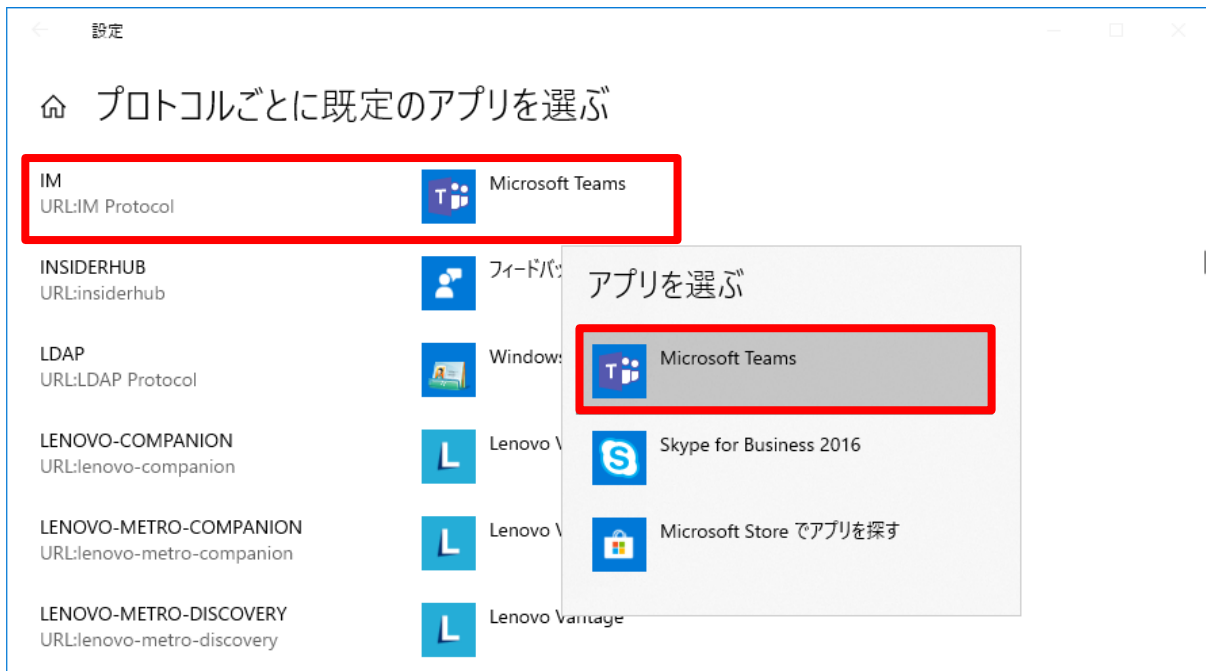 設定
プロトコルごとに既定のアプリを選ぶ
IM
URL:IM Protocol
Microsoft Teams
INSIDERHUB
URL:insiderhub
フィードバッ
LDAP
URL:LDAP Protocol
Windows
LENOVO-COMPANION
URL:lenovo-companion
Lenovo V
LENOVO-METRO-COMPANION
URL:lenovo-metro-companion
Lenovo V
LENOVO-METRO-DISCOVERY
URL:lenovo-metro-discovery
Lenovo Vantage
アプリを選ぶ
Microsoft Teams
Skype for Business 2016
Microsoft Store でアプリを探す